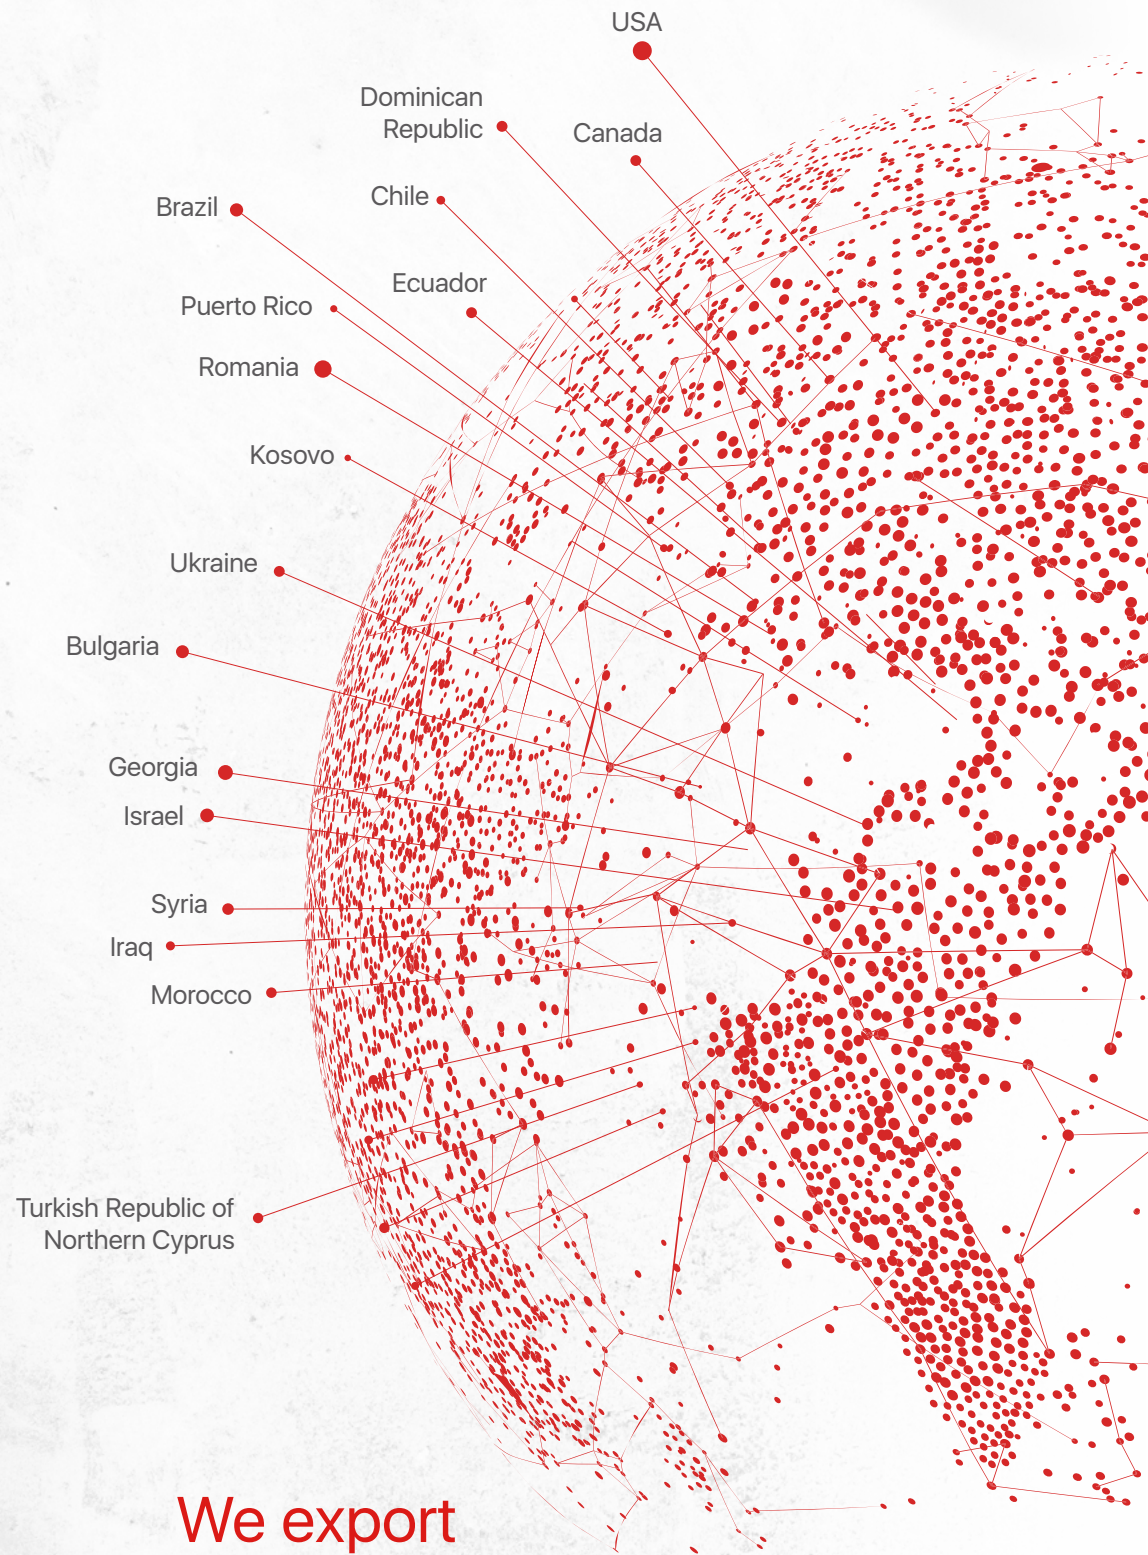 USA
Dominican
Republic
Canada
Chile
Brazil
Ecuador
Puerto Rico
Romania
Kosovo
Ukraine
Bulgaria
Georgia
Israel
Syria
Iraq
Morocco
Turkish Republic of
Northern Cyprus
We export